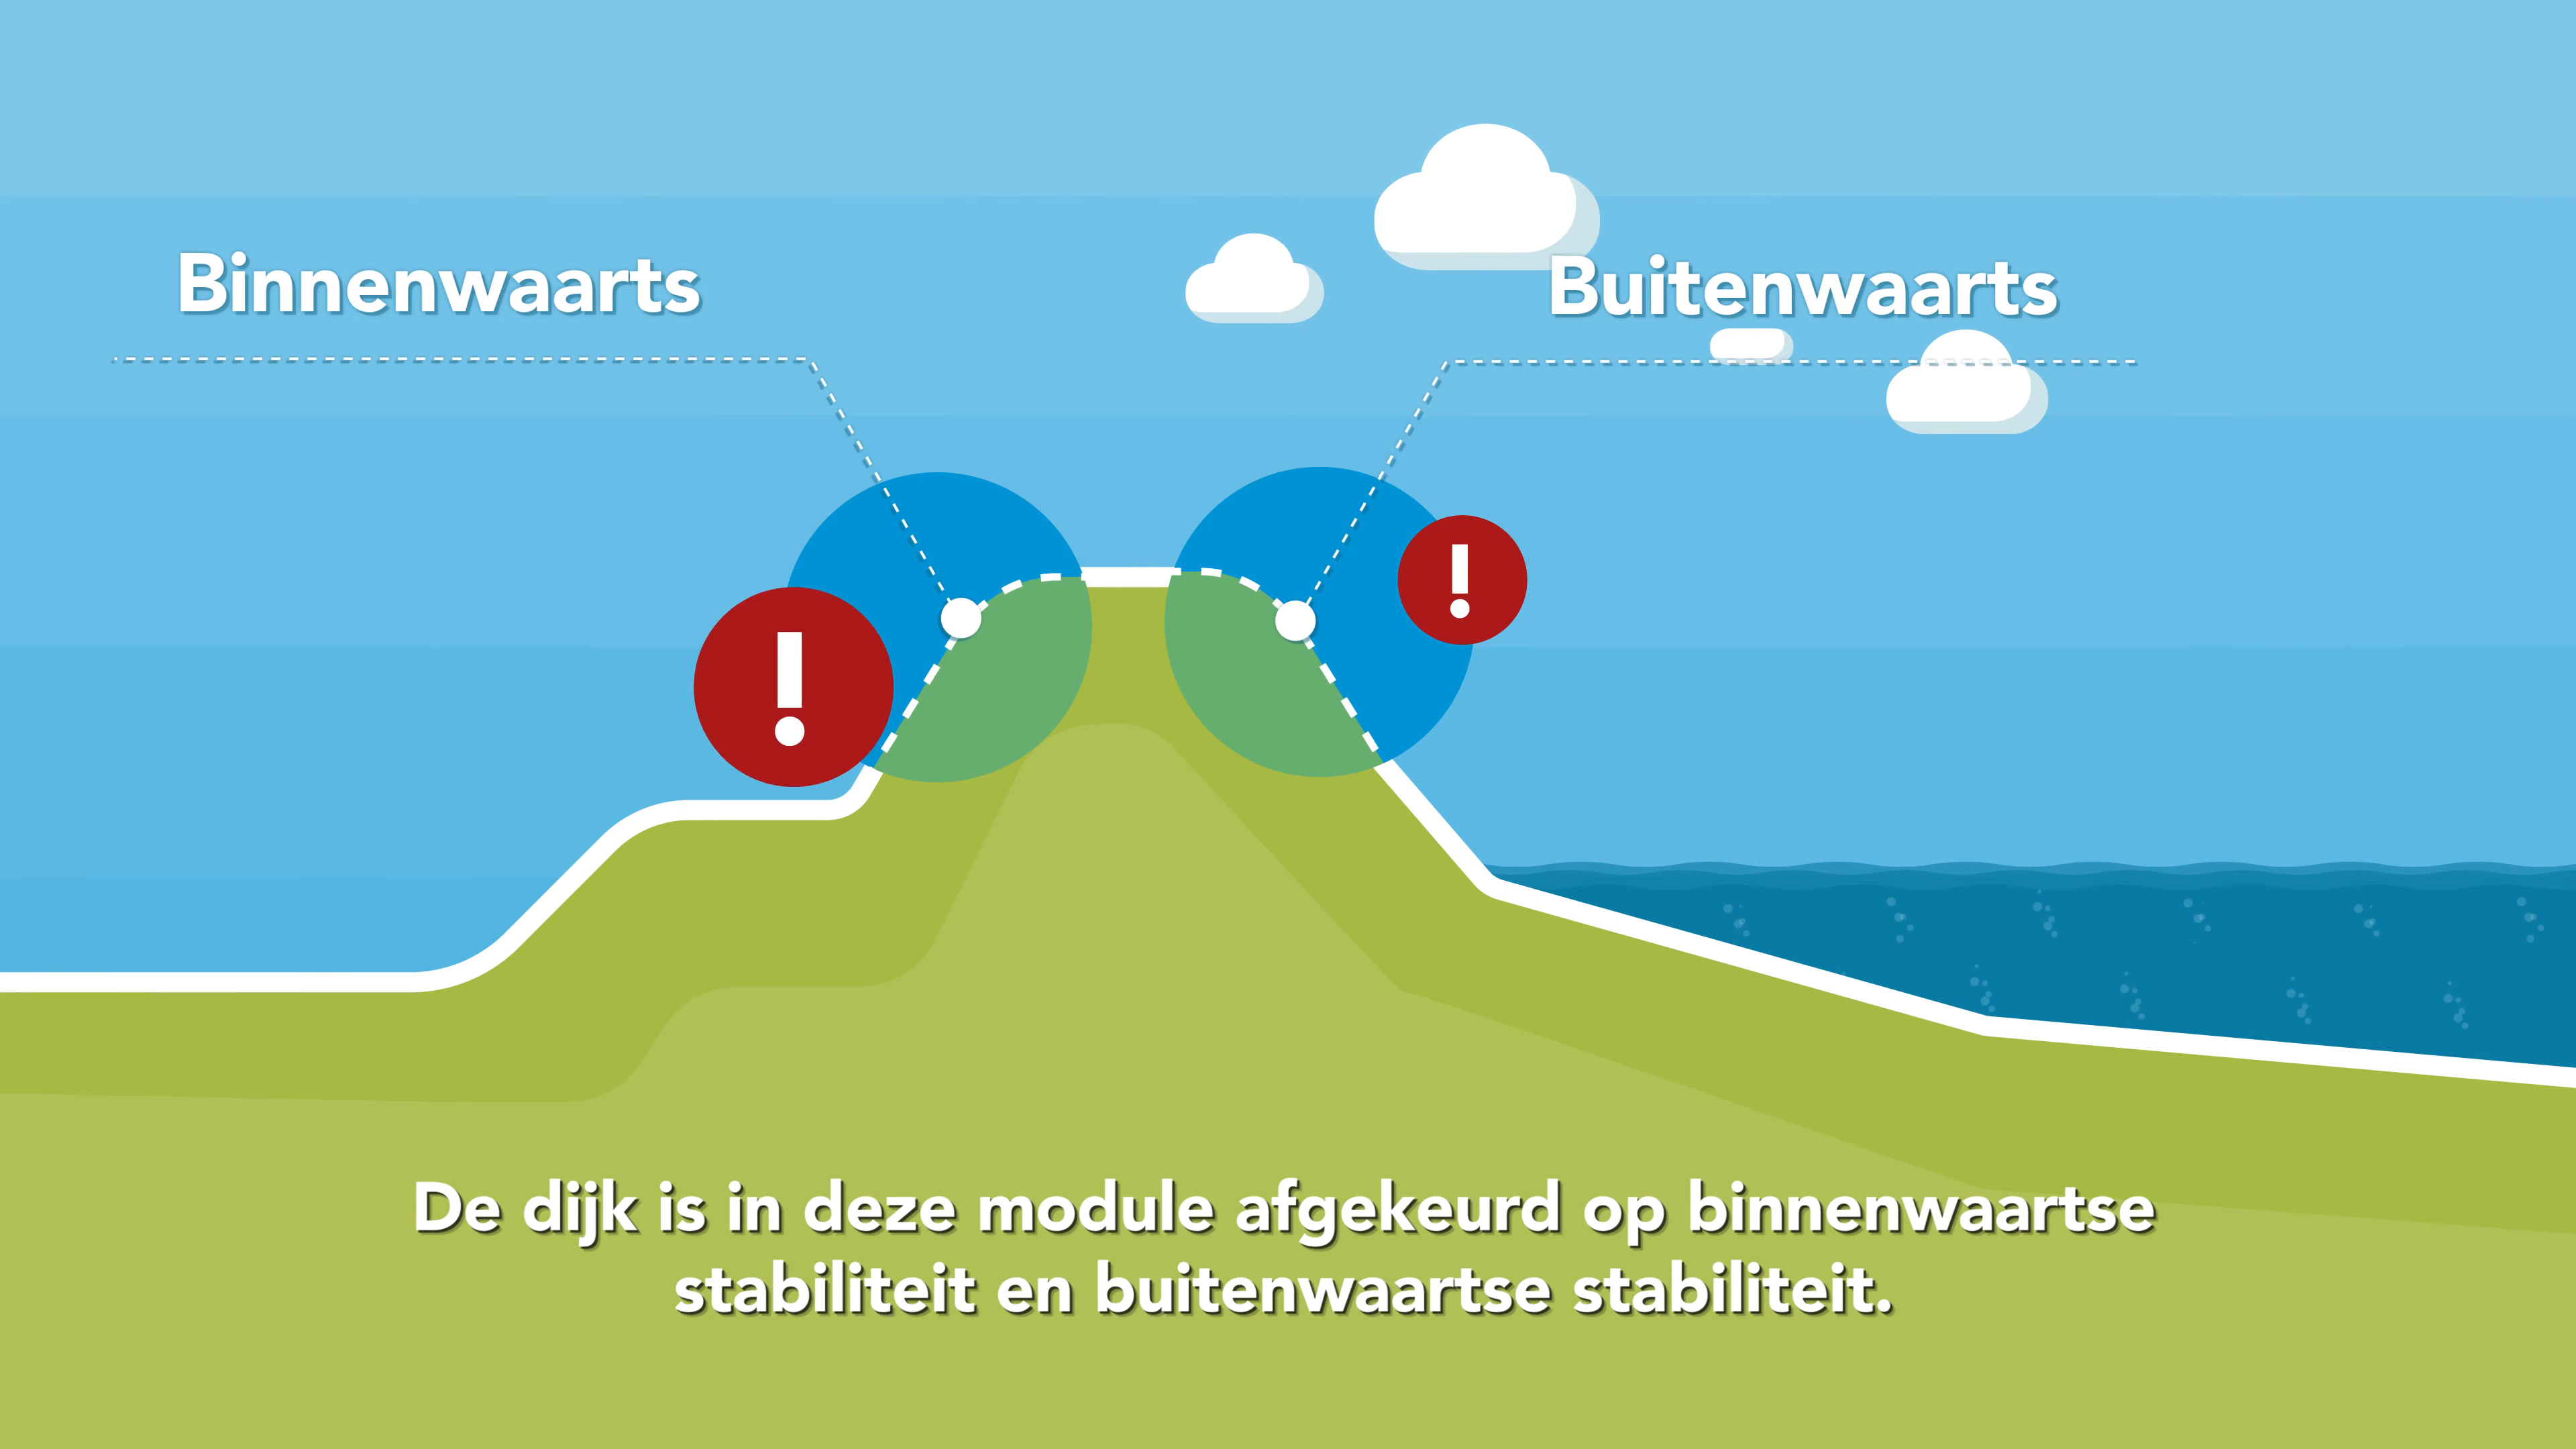 Binnenwaarts
Buitenwaarts
!
!
De dijk is in deze module afgekeurd op binnenwaartse
stabiliteit en buitenwaartse stabiliteit.